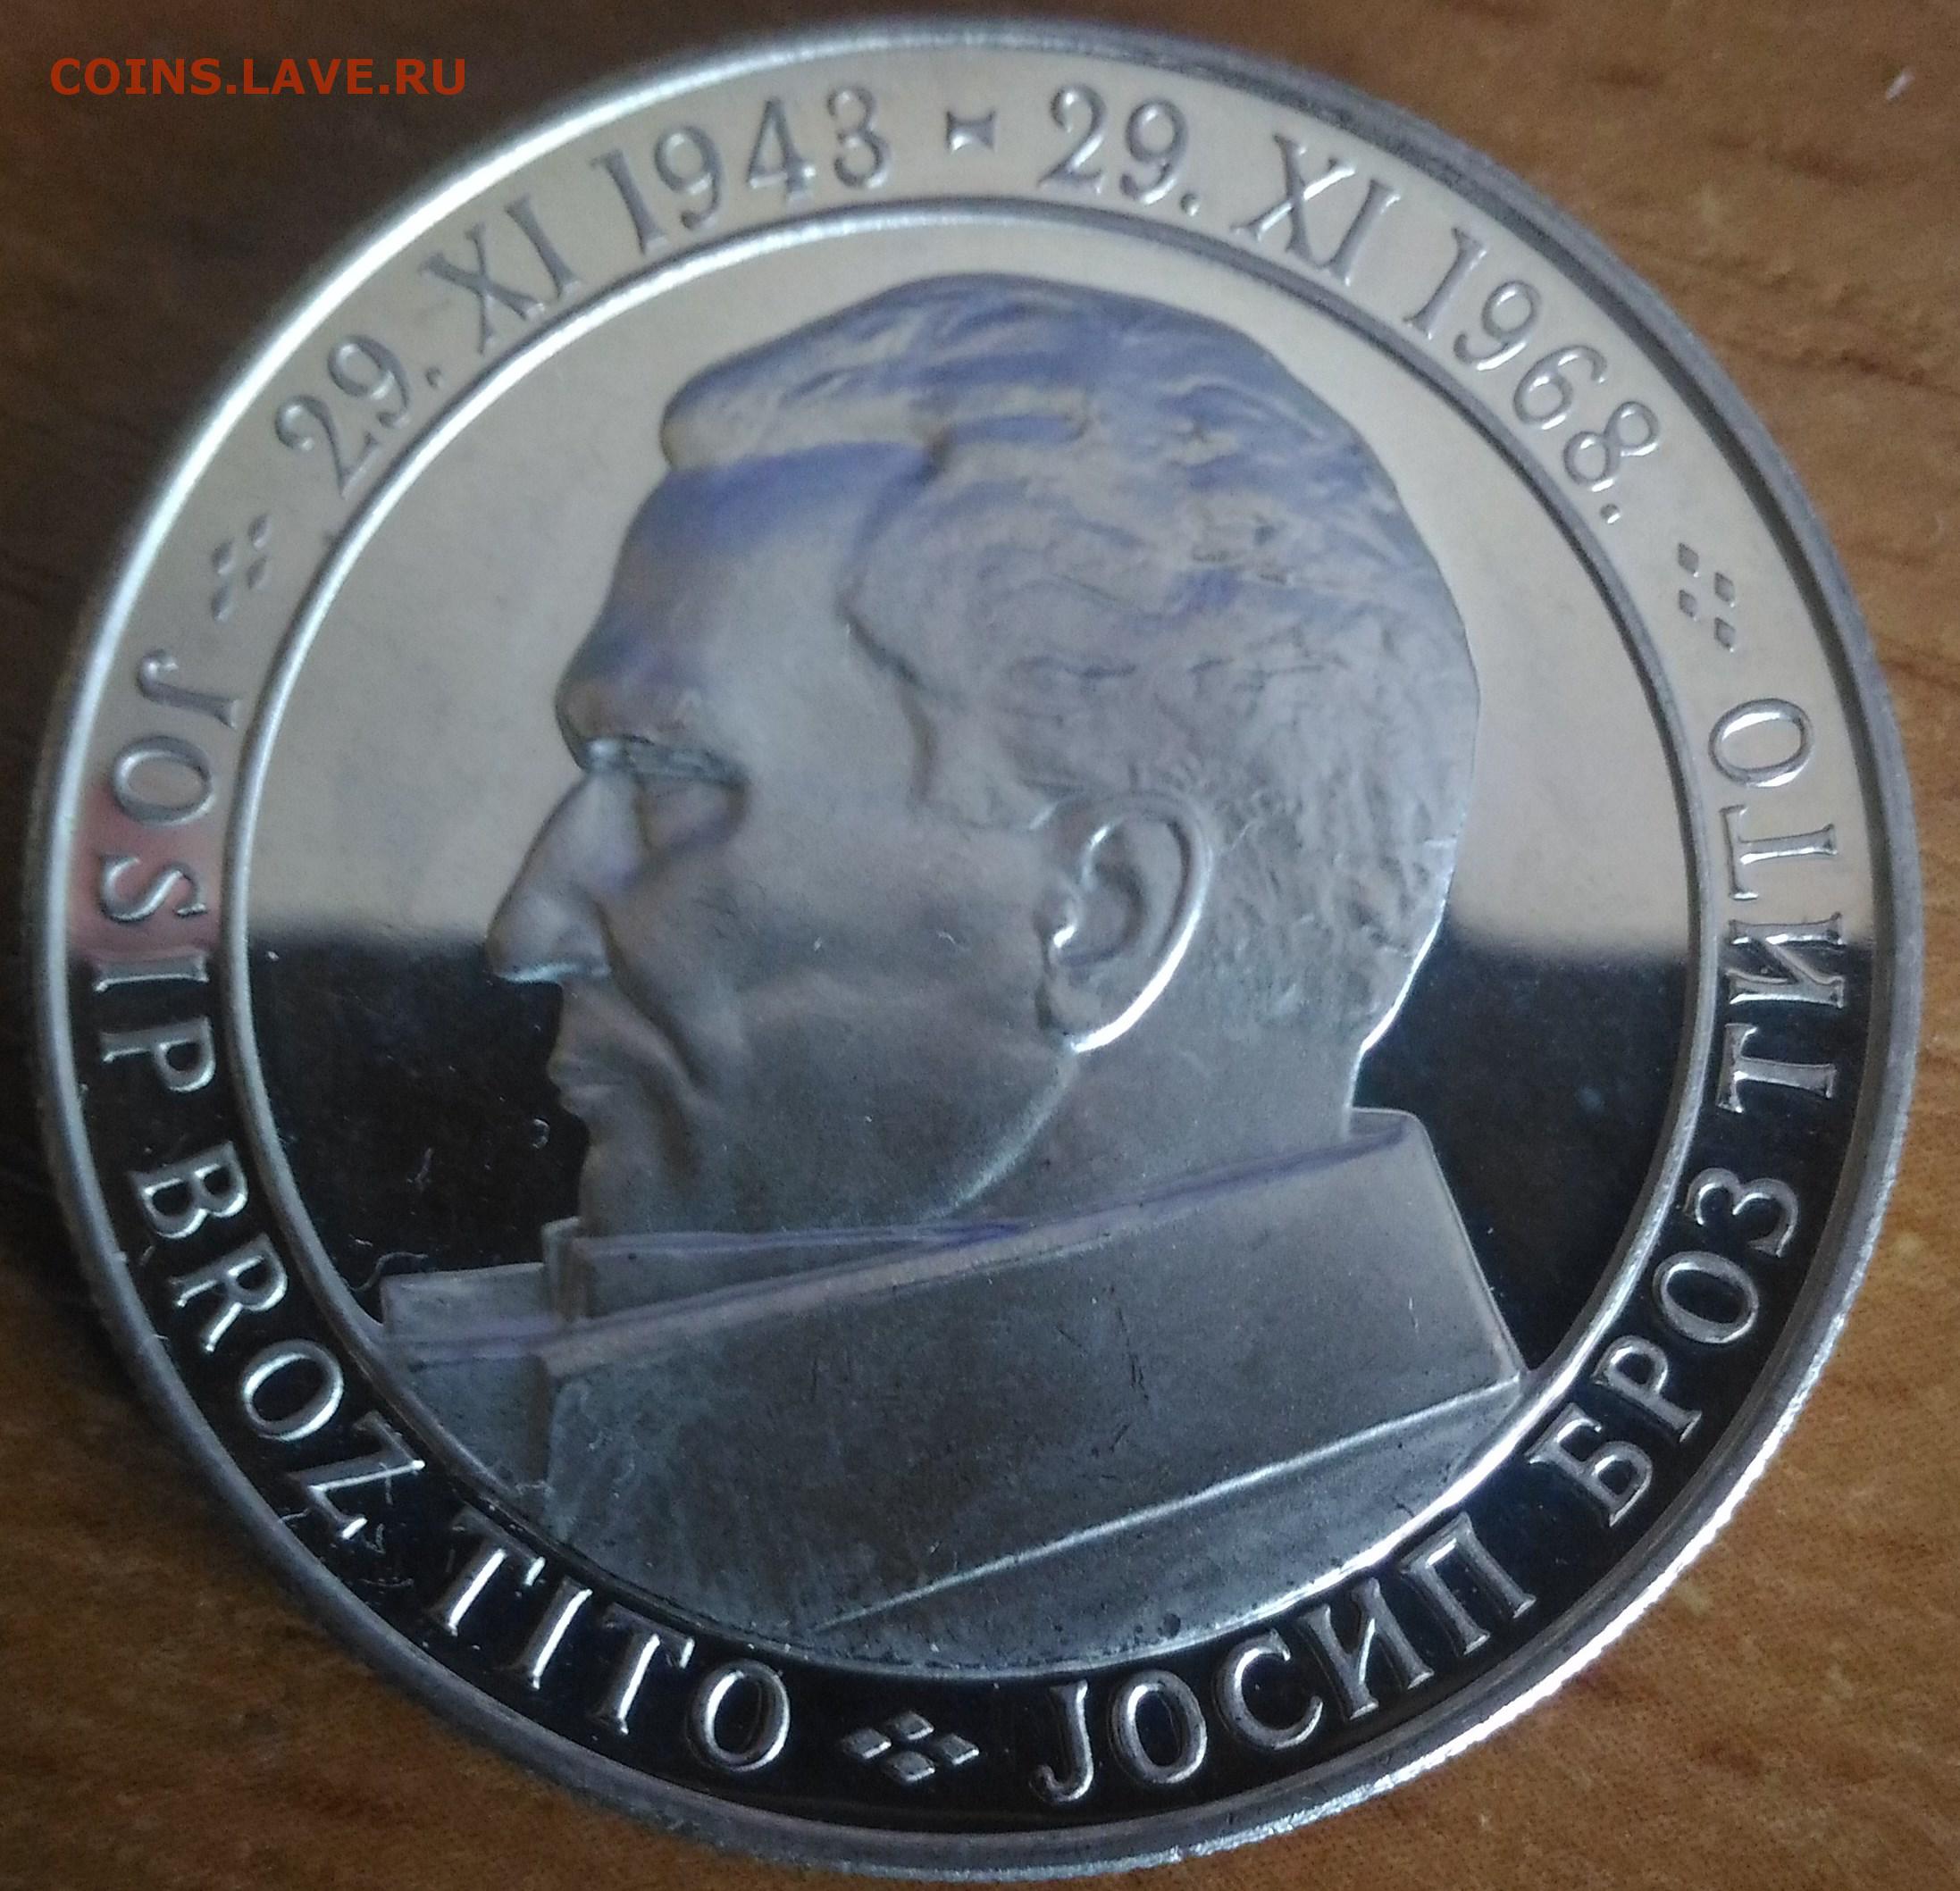 COINS.LAVE.RU
29. XI 1943 - 29. XI 1968.
JOSIP BROZ TITO
ЈОСИП БРОЗ ТИТО